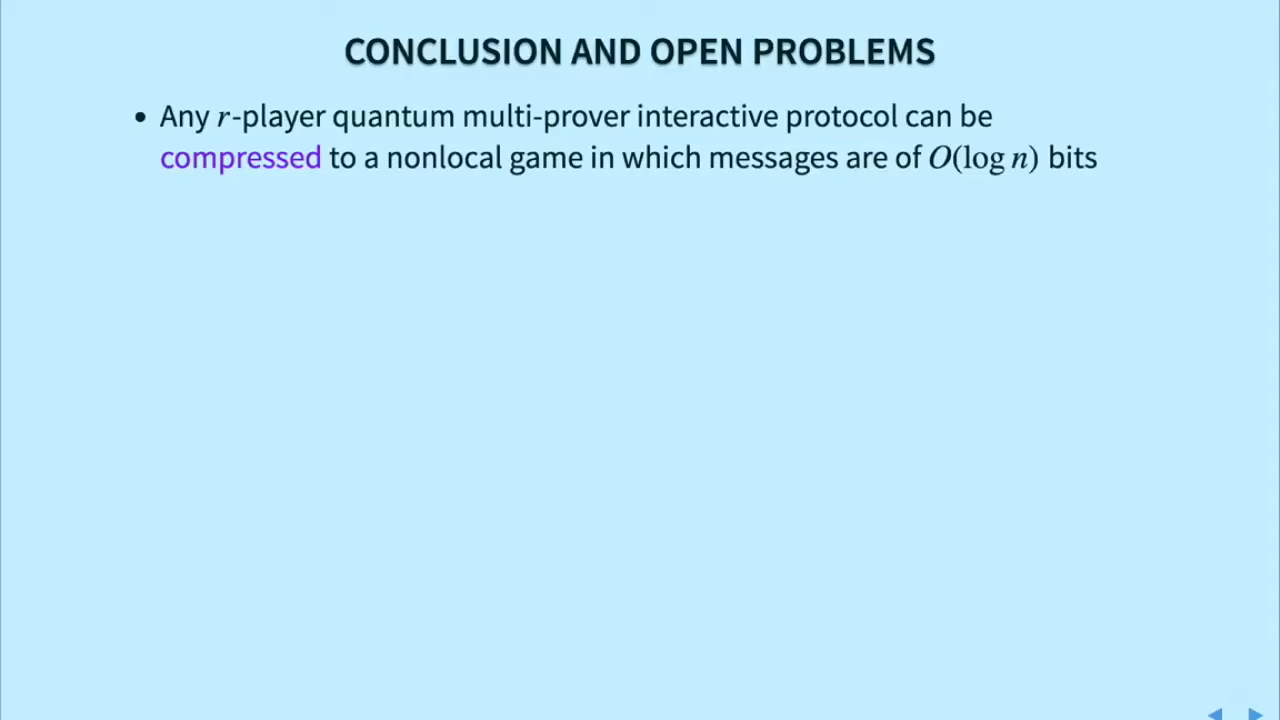 CONCLUSION AND OPEN PROBLEMS
• Any r-player quantum multi-prover interactive protocol can be
compressed to a nonlocal game in which messages are of O(log n) bits